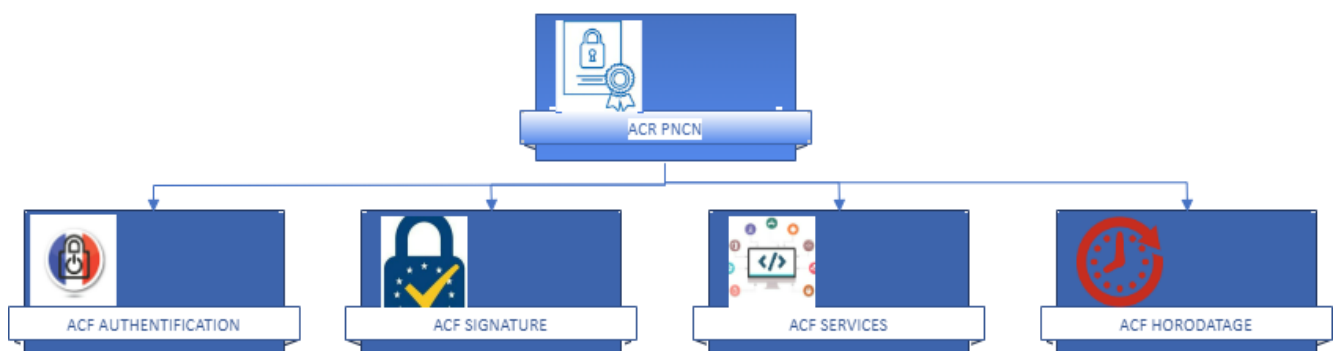 ACR PNCN
ACF AUTHENTIFICATION
ACF SIGNATURE
ACF SERVICES
ACF HORODATAGE